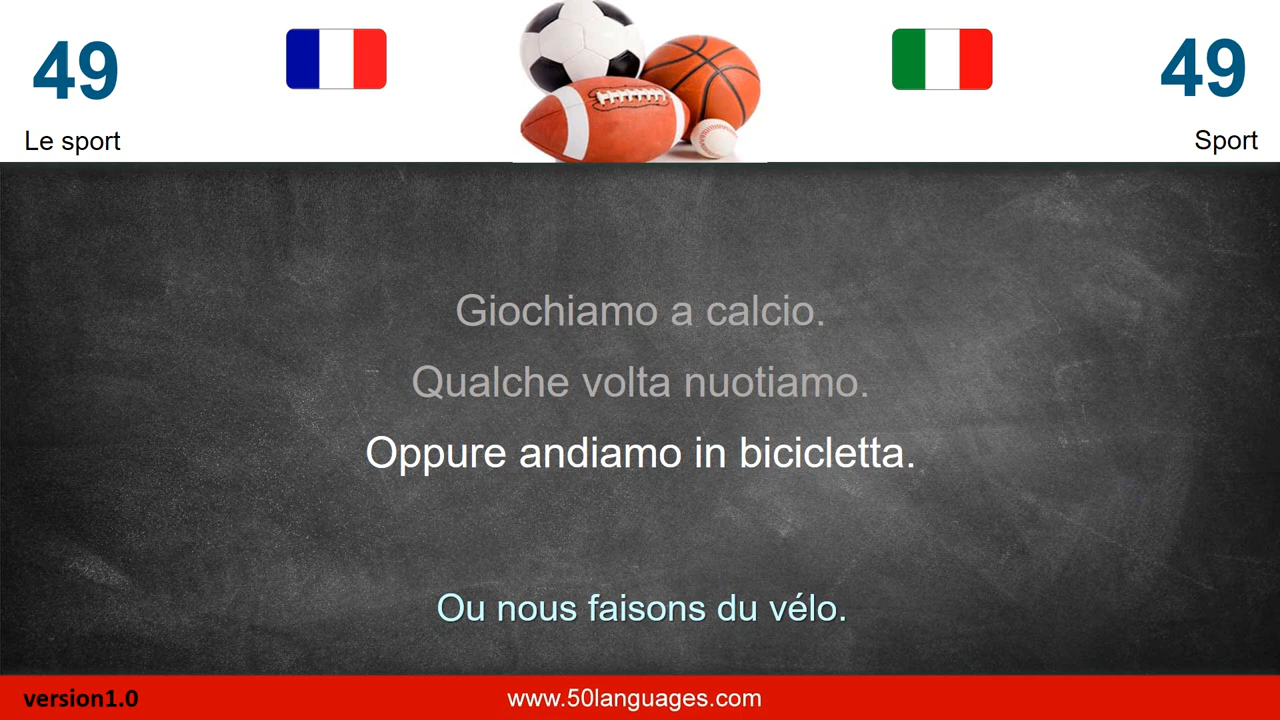 49
49
Le sport
Sport
Giochiamo a calcio.
Qualche volta nuotiamo.
Oppure andiamo in bicicletta.
Ou nous faisons du vélo.
version1.0
www.50languages.com